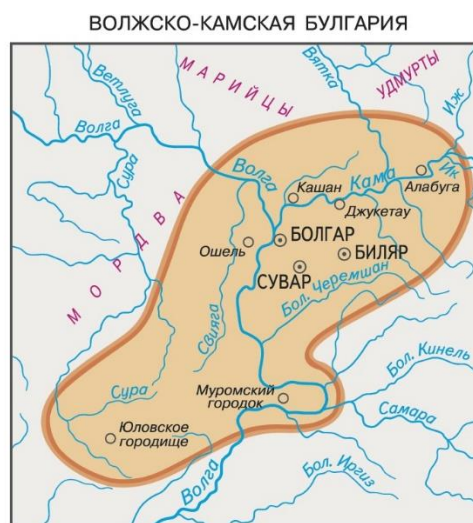 ВОЛЖСКО-КАМСКАЯ БУЛГАРИЯ
МАРИЙЦЫ
УДМУРТЫ
Вятка
Ветлуга
Иж
Волга
Сура
Волга
Кама
Ик
МОРДВА
Кашан
Алабуга
Джукетау
Ошель
БОЛГАР
БИЛЯР
СУВАР
Бол. Черемшан
Свияга
Бол. Кинель
Сура
Муромский
городок
Самара
Юловское
городище
Волга
Бол. Иргиз